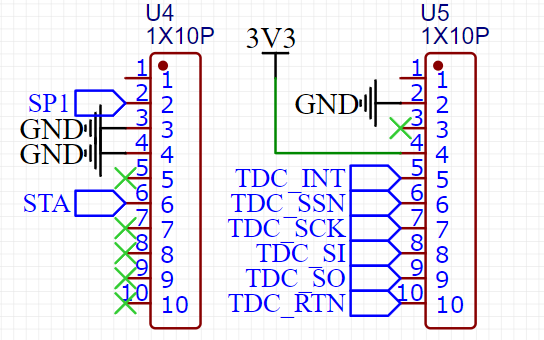 U4
1X10P
1 1
SP1 2 2
GND 3 3
GND 4 4
5 5
STA 6 6
7 7
8 8
9 9
10 10
U5
1X10P
3V3
1 1
GND 2 2
3 3
4 4
TDC_INT 5 5
TDC_SSN 6 6
TDC_SCK 7 7
TDC_SI 8 8
TDC_SO 9 9
TDC_RTN 10 10